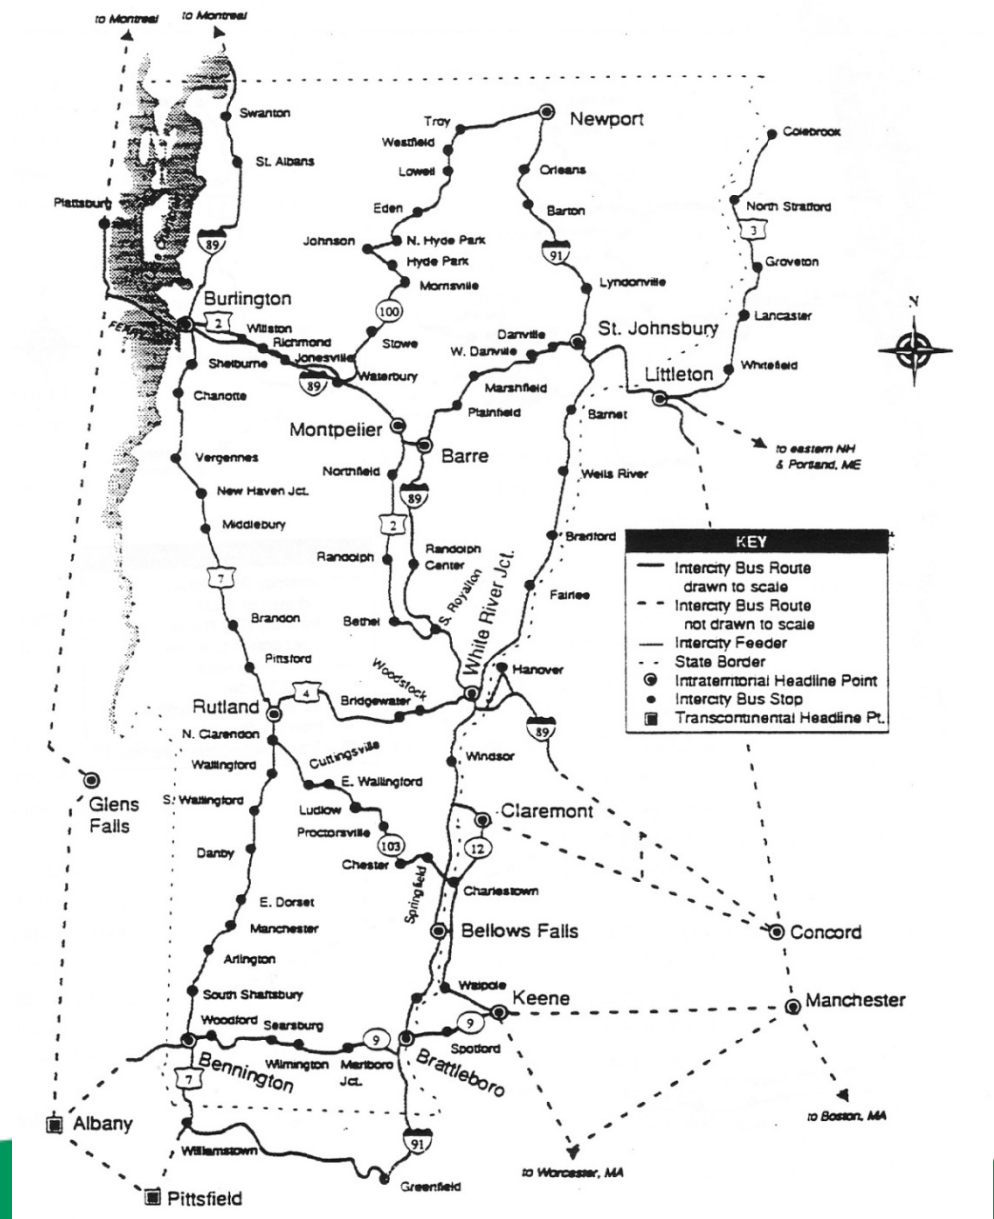 to Montreal
to Montreal
Swanton
Troy
Newport
Westfield
Colebrook
St. Albans
Lowell
Orleans
Plattsburg
Eden
Barton
North Stratford
Johnson
N. Hyde Park
3
89
91
Hyde Park
Groveton
Morrisville
Lyndonville
Burlington
100
N
FERRY
2
Williston
Stowe
Danville
St. Johnsbury
Lancaster
Richmond
W. Danville
Shelburne
Jonesville
Littleton
Whitefield
89
Waterbury
Charlotte
Marshfield
Plainfield
Barnet
Montpelier
Barre
to eastern NH
& Portland, ME
Vergennes
Northfield
Wells River
New Haven Jct.
89
Middlebury
2
Bradford
KEY
Intercity Bus Route
drawn to scale
Intercity Bus Route
not drawn to scale
Intercity Feeder
State Border
Intraterritorial Headline Point
Intercity Bus Stop
Transcontinental Headline Pt.
Randolph
Randolph
Center
7
Fairlee
Brandon
Bethel
S. Royalton
White River Jct.
Pittsford
Woodstock
Hanover
4
Bridgewater
Rutland
89
N. Clarendon
Cuttingsville
Windsor
Wallingford
E. Wallingford
Glens
Falls
S. Wallingford
Ludlow
Claremont
Proctorsville
Danby
103
12
Chester
Springfield
Charlestown
E. Dorset
Manchester
Bellows Falls
Concord
Arlington
South Shaftsbury
Walpole
Keene
Manchester
Woodford
Searsburg
9
9
Spofford
Bennington
Wilmington
Marlboro
Jct.
Brattleboro
7
Albany
to Boston, MA
91
Williamstown
Greenfield
to Worcester, MA
Pittsfield